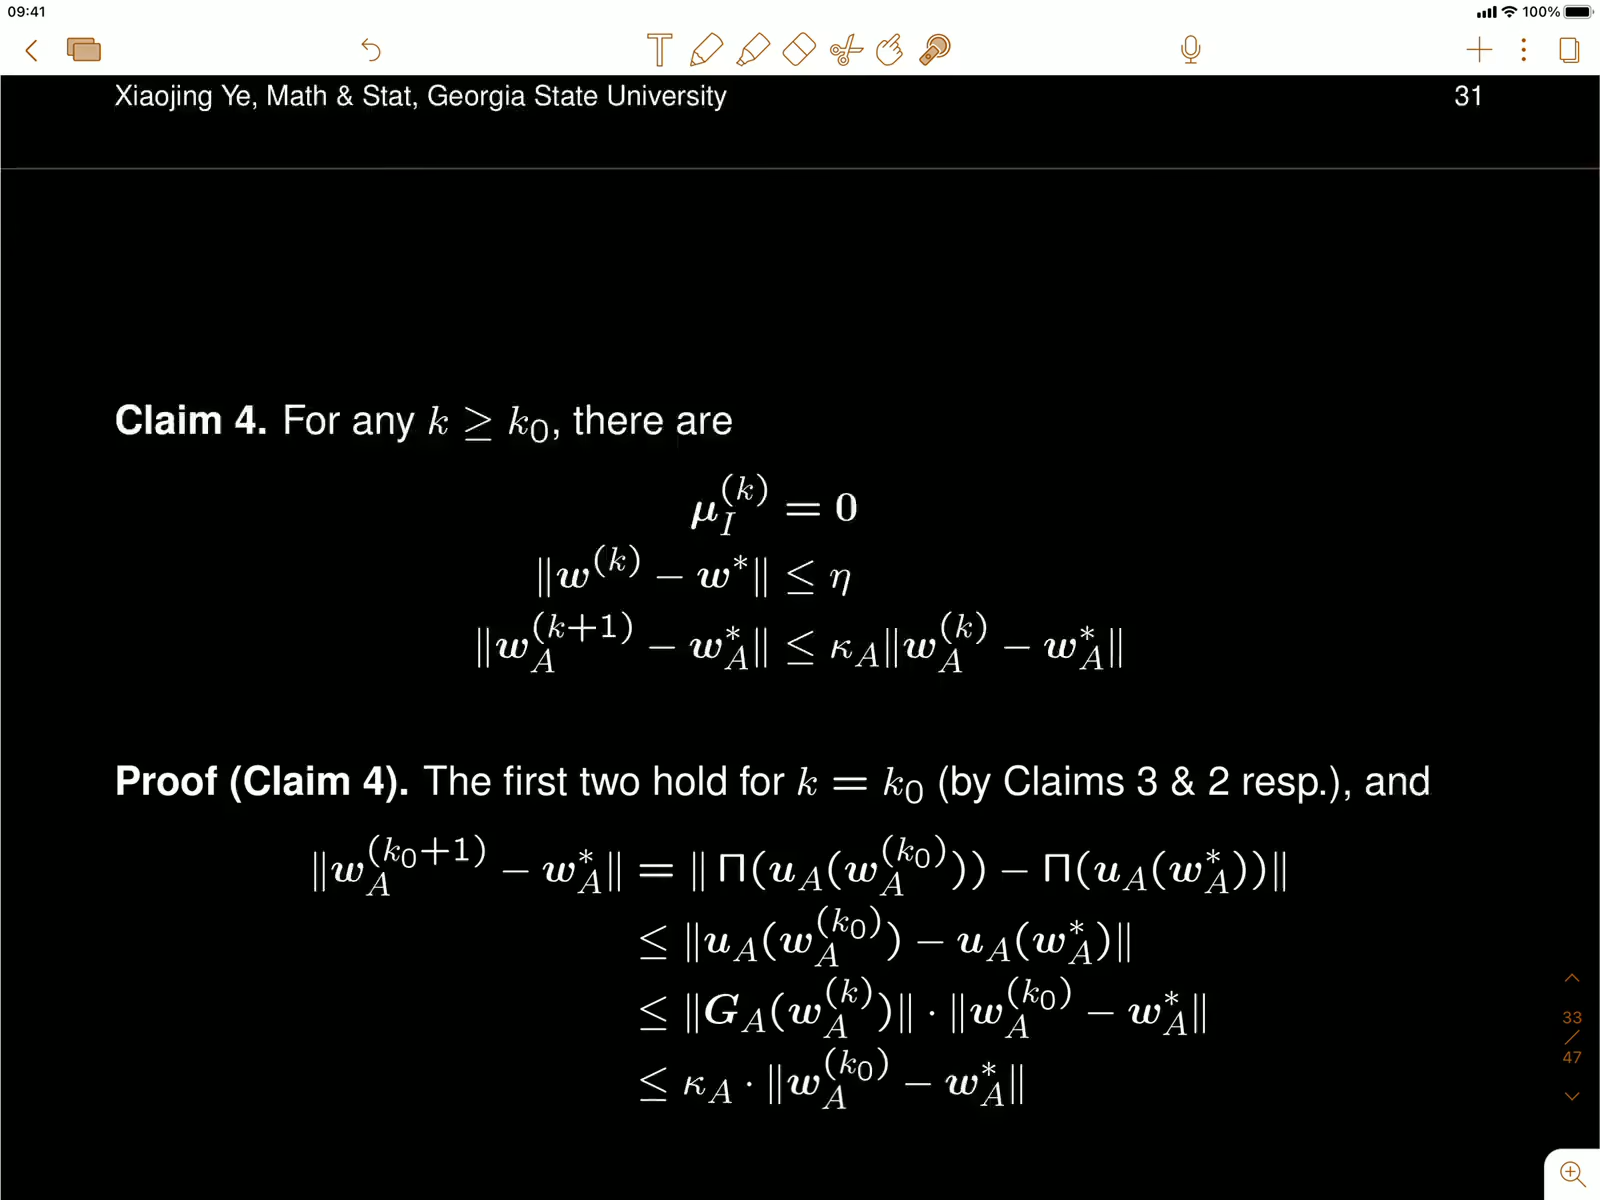 09:41 100%
T
Xiaojing Ye, Math & Stat, Georgia State University 31
Claim 4. For any k ≥ k₀, there are
μ_I^(k) = 0
‖w^(k) − w*‖ ≤ η
‖w_A^(k+1) − w_A^*‖ ≤ κ_A‖w_A^(k) − w_A^*‖
Proof (Claim 4). The first two hold for k = k₀ (by Claims 3 & 2 resp.), and
‖w_A^(k₀+1) − w_A^*‖ = ‖Π(u_A(w_A^(k₀))) − Π(u_A(w_A^*))‖
≤ ‖u_A(w_A^(k₀)) − u_A(w_A^*)‖
≤ ‖G_A(w_A^(k))‖ · ‖w_A^(k₀) − w_A^*‖
≤ κ_A · ‖w_A^(k₀) − w_A^*‖
33
/
47